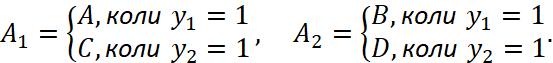 A₁ = {A, коли y₁ = 1
C, коли y₂ = 1,
A₂ = {B, коли y₁ = 1
D, коли y₂ = 1.